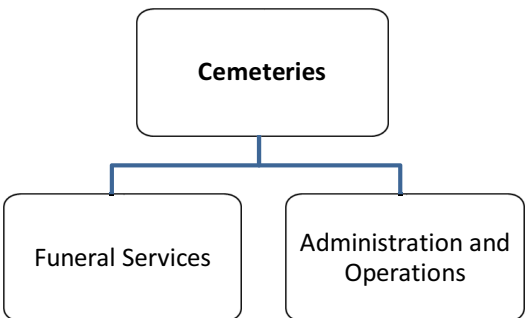 Cemeteries
Funeral Services
Administration and
Operations